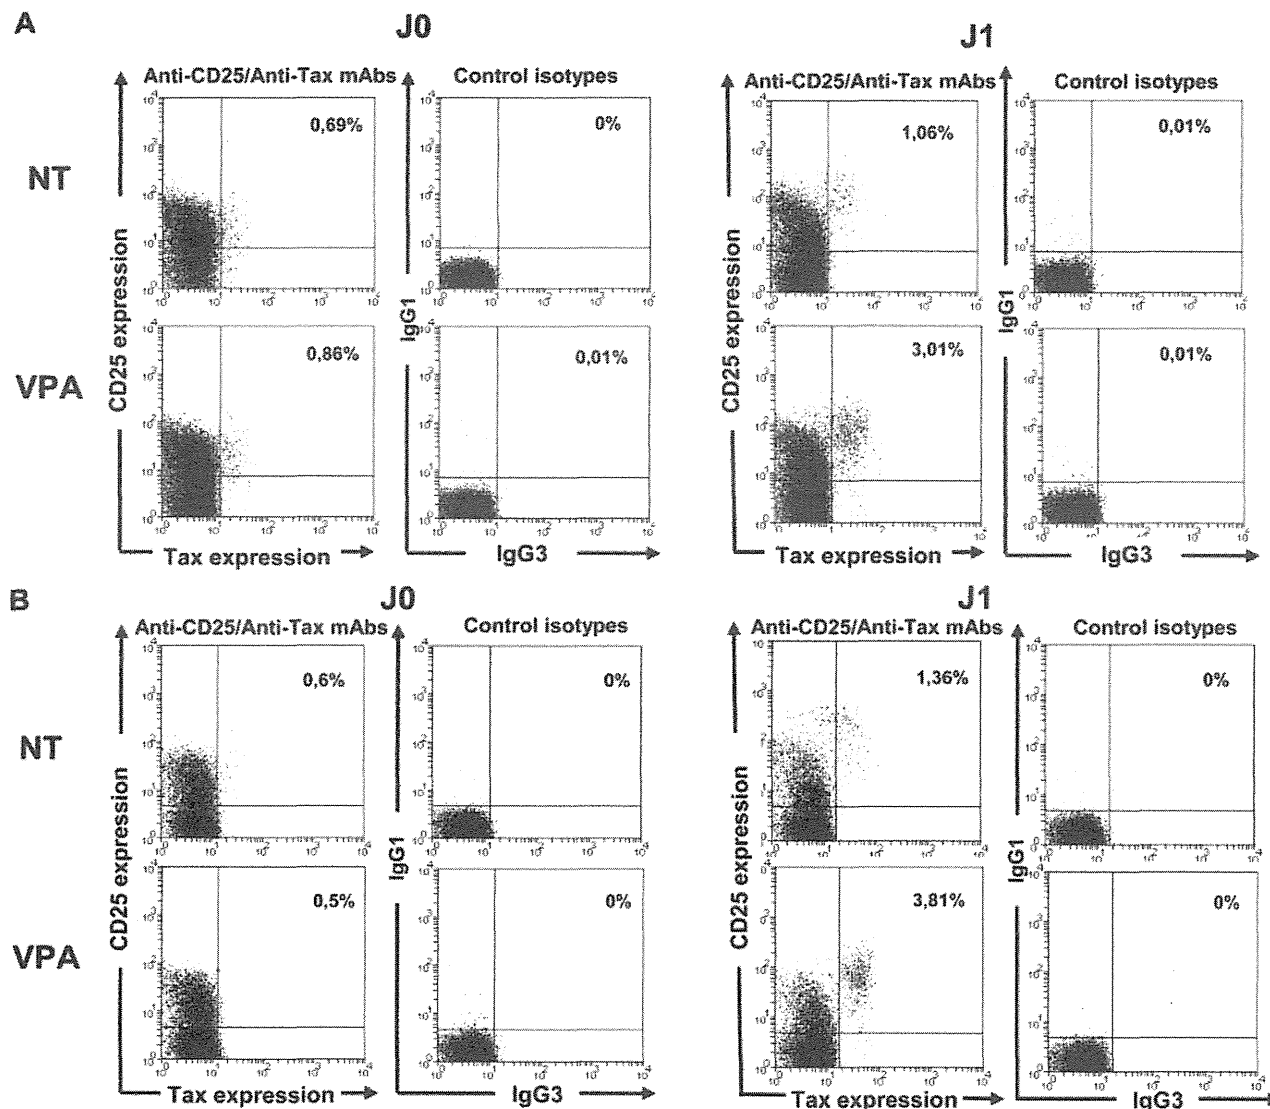 A
J0
J1
Anti-CD25/Anti-Tax mAbs
Control isotypes
Anti-CD25/Anti-Tax mAbs
Control isotypes
NT
0,69%
0%
1,06%
0,01%
VPA
0,86%
0,01%
3,01%
0,01%
CD25 expression
IgG1
CD25 expression
IgG1
Tax expression
IgG3
Tax expression
IgG3
B
J0
J1
Anti-CD25/Anti-Tax mAbs
Control isotypes
Anti-CD25/Anti-Tax mAbs
Control isotypes
NT
0,6%
0%
1,36%
0%
VPA
0,5%
0%
3,81%
0%
CD25 expression
IgG1
CD25 expression
IgG1
Tax expression
IgG3
Tax expression
IgG3